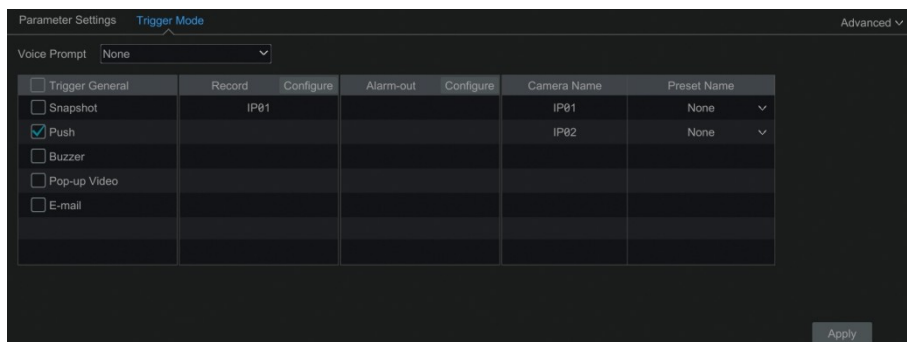 Parameter Settings Trigger Mode Advanced
Voice Prompt None
Trigger General Record Configure Alarm-out Configure Camera Name Preset Name
Snapshot IP01 IP01 None
Push IP02 None
Buzzer
Pop-up Video
E-mail
Apply